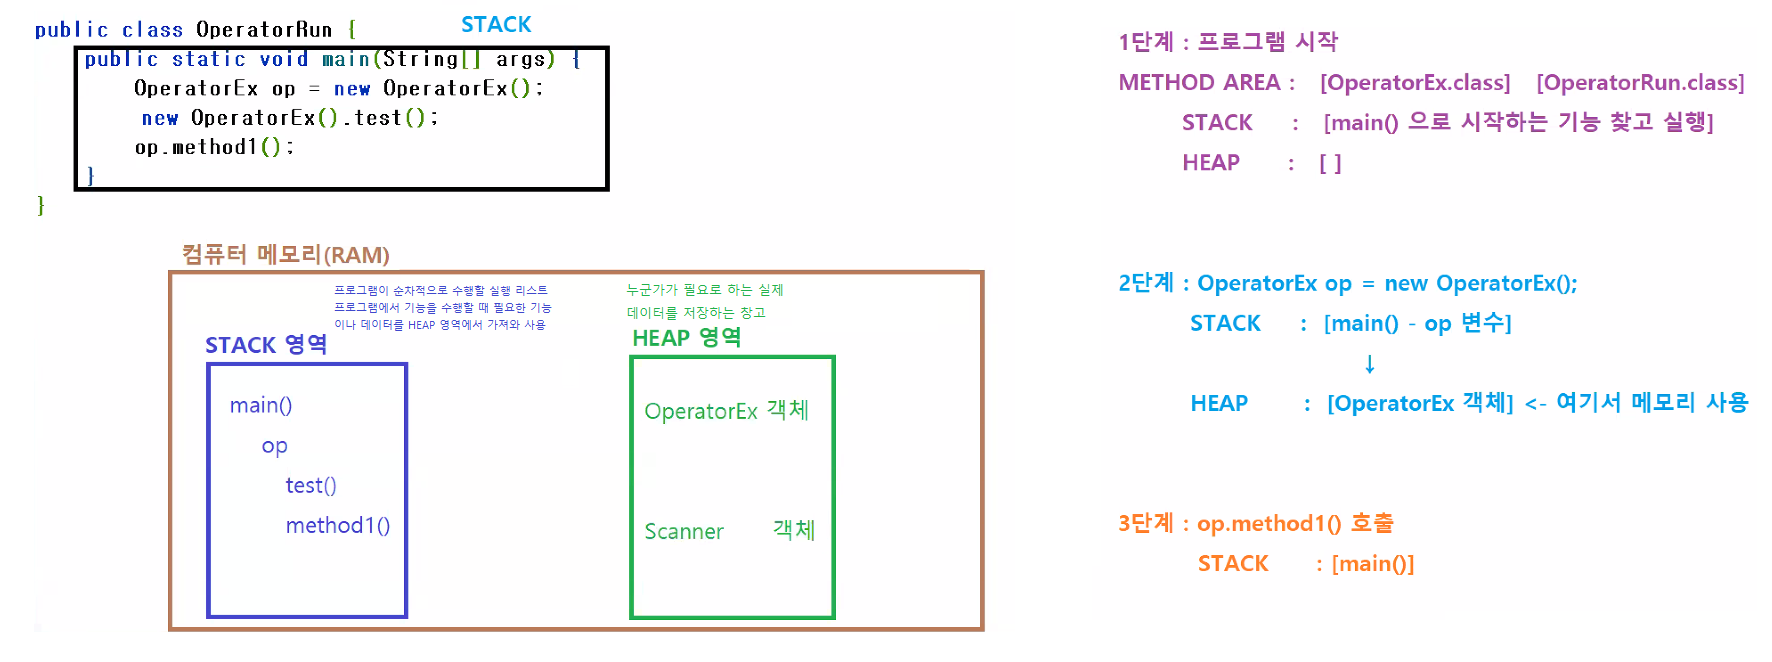 public class OperatorRun {
STACK
public static void main(String[] args) {
OperatorEx op = new OperatorEx();
new OperatorEx().test();
op.method1();
}
}
컴퓨터 메모리(RAM)
프로그램이 순차적으로 수행할 실행 리스트
프로그램에서 기능을 수행할 때 필요한 기능
이나 데이터를 HEAP 영역에서 가져와 사용
STACK 영역
main()
op
test()
method1()
누군가가 필요로 하는 실제
데이터를 저장하는 창고
HEAP 영역
OperatorEx 객체
Scanner 객체
1단계 : 프로그램 시작
METHOD AREA : [OperatorEx.class] [OperatorRun.class]
STACK : [main() 으로 시작하는 기능 찾고 실행]
HEAP : [ ]
2단계 : OperatorEx op = new OperatorEx();
STACK : [main() - op 변수]
↓
HEAP : [OperatorEx 객체] <- 여기서 메모리 사용
3단계 : op.method1() 호출
STACK : [main()]